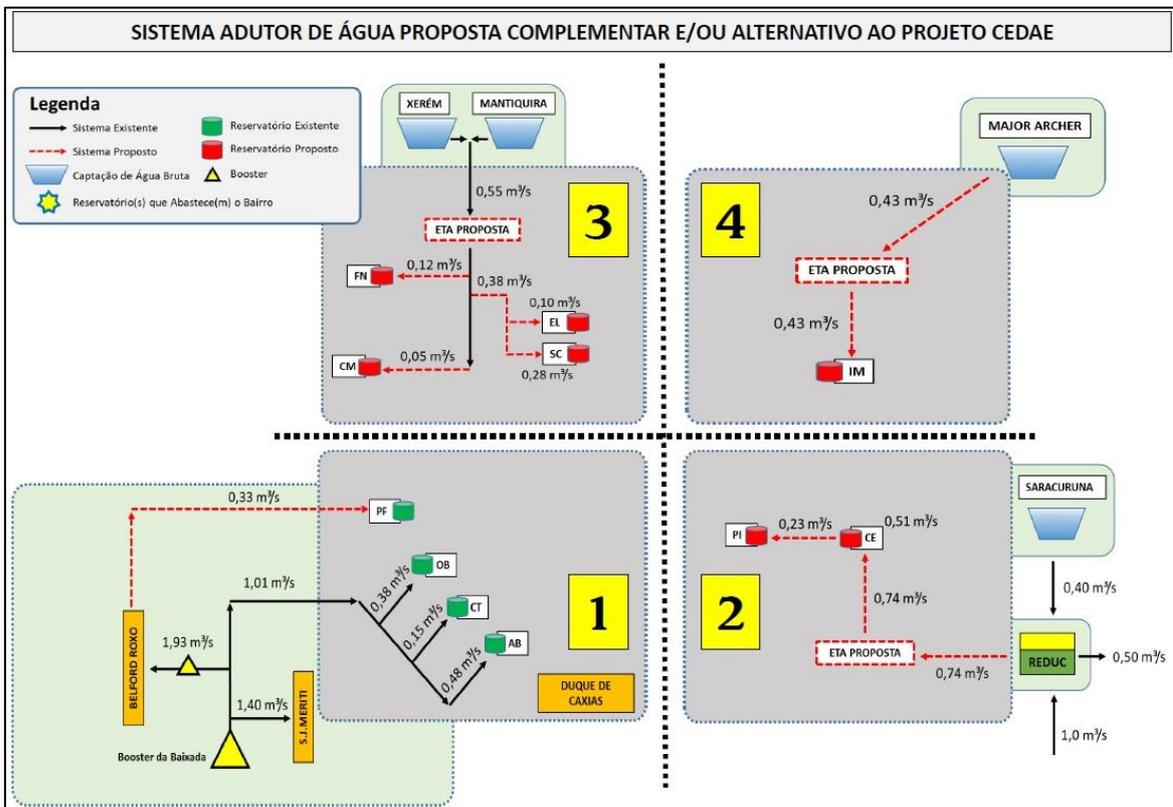 SISTEMA ADUTOR DE ÁGUA PROPOSTA COMPLEMENTAR E/OU ALTERNATIVO AO PROJETO CEDAE
Legenda
Sistema Existente
Reservatório Existente
Sistema Proposto
Reservatório Proposto
Captação de Água Bruta
Booster
Reservatório(s) que Abastece(m) o Bairro
XERÉM
MANTIQUIRA
0,55 m³/s
3
ETA PROPOSTA
FN
0,12 m³/s
0,38 m³/s
0,10 m³/s
EL
SC
0,28 m³/s
CM
0,05 m³/s
MAJOR ARCHER
4
0,43 m³/s
ETA PROPOSTA
0,43 m³/s
IM
0,33 m³/s
PF
1,01 m³/s
OB
0,38 m³/s
CT
0,15 m³/s
AB
0,48 m³/s
1
DUQUE DE
CAXIAS
BELFORD ROXO
1,93 m³/s
1,40 m³/s
S.J.MERITI
Booster da Baixada
SARACURUNA
PI
0,23 m³/s
CE
0,51 m³/s
2
0,74 m³/s
0,40 m³/s
ETA PROPOSTA
0,74 m³/s
REDUC
0,50 m³/s
1,0 m³/s